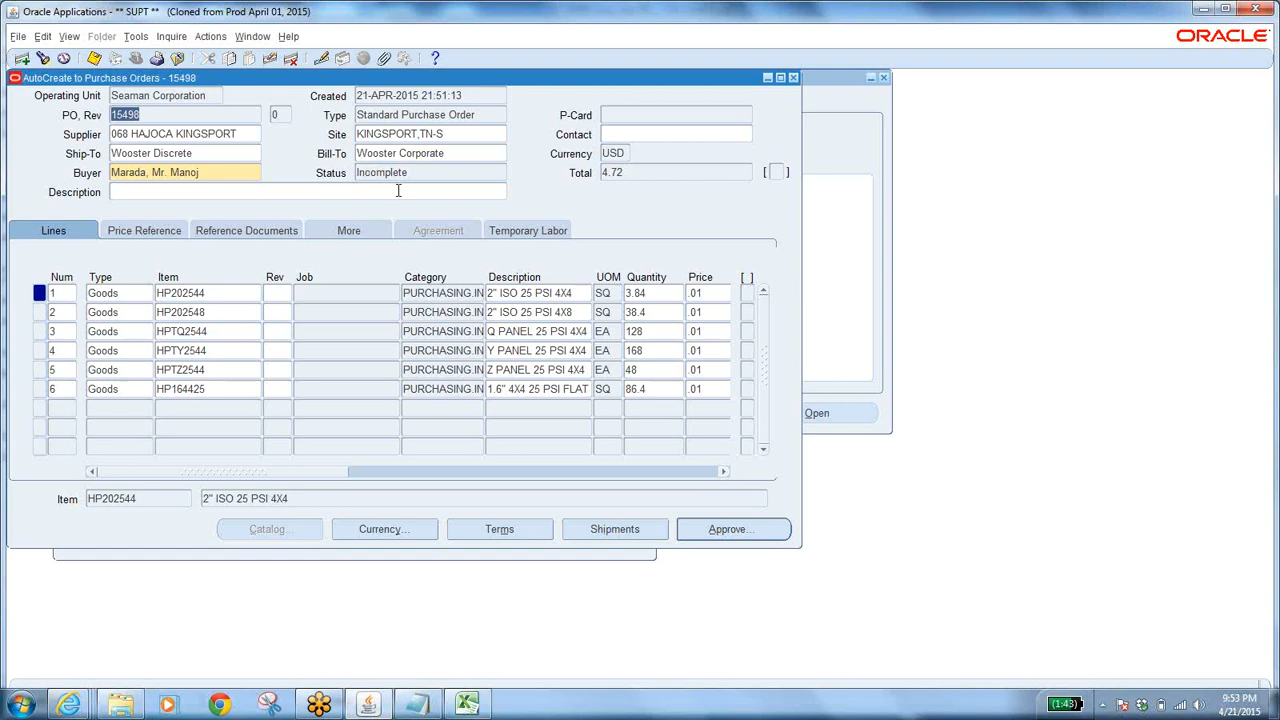 Oracle Applications - ** SUPT ** (Cloned from Prod April 01, 2015)
File Edit View Folder Tools Inquire Actions Window Help
ORACLE
AutoCreate to Purchase Orders - 15498
Operating Unit Seaman Corporation Created 21-APR-2015 21:51:13
PO, Rev 15498 0 Type Standard Purchase Order P-Card
Supplier 068 HAJOCA KINGSPORT Site KINGSPORT,TN-S Contact
Ship-To Wooster Discrete Bill-To Wooster Corporate Currency USD
Buyer Marada, Mr. Manoj Status Incomplete Total 4.72 [ ]
Description
Lines Price Reference Reference Documents More Agreement Temporary Labor
Num Type Item Rev Job Category Description UOM Quantity Price [ ]
1 Goods HP202544 PURCHASING.IN 2" ISO 25 PSI 4X4 SQ 3.84 .01
2 Goods HP202548 PURCHASING.IN 2" ISO 25 PSI 4X8 SQ 38.4 .01
3 Goods HPTQ2544 PURCHASING.IN Q PANEL 25 PSI 4X4 EA 128 .01
4 Goods HPTY2544 PURCHASING.IN Y PANEL 25 PSI 4X4 EA 168 .01
5 Goods HPTZ2544 PURCHASING.IN Z PANEL 25 PSI 4X4 EA 48 .01
6 Goods HP164425 PURCHASING.IN 1.6" 4X4 25 PSI FLAT SQ 86.4 .01
Open
Item HP202544 2" ISO 25 PSI 4X4
Catalog... Currency... Terms Shipments Approve...
(1:43) 9:53 PM
4/21/2015